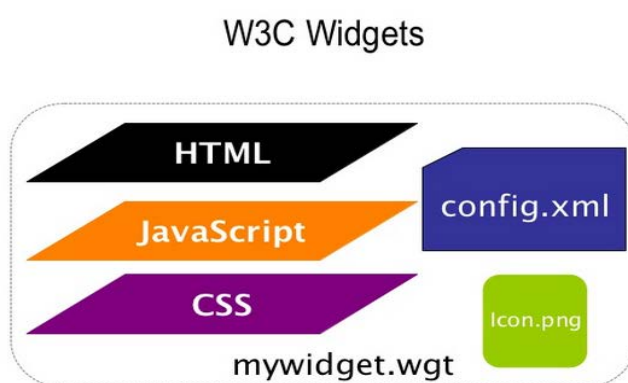 W3C Widgets
HTML
config.xml
JavaScript
CSS
Icon.png
mywidget.wgt